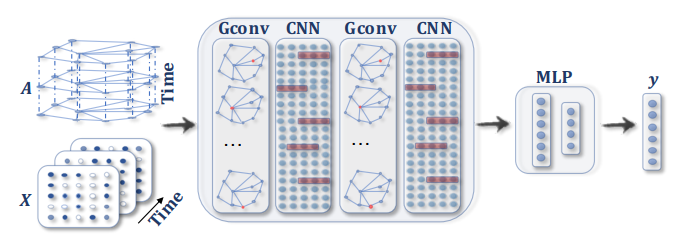 Gconv CNN Gconv CNN
A
Time
MLP
y
...
...
X
Time